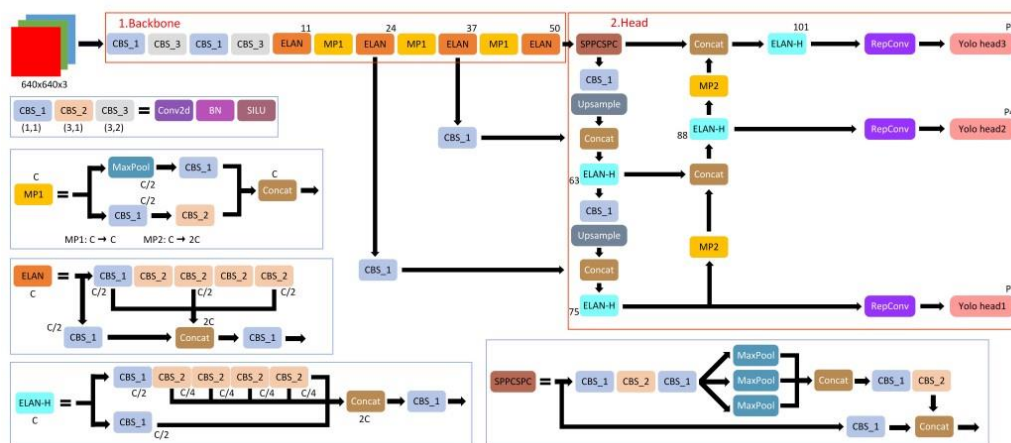 1.Backbone
2.Head
11 24 37 50
101
CBS_1 CBS_3 CBS_1 CBS_3 ELAN MP1 ELAN MP1 ELAN MP1 ELAN SPPCSPC Concat ELAN-H RepConv Yolo head3
640x640x3
CBS_1 MP2
Upsample
CBS_1 CBS_2 CBS_3 = Conv2d BN SILU
(1,1) (3,1) (3,2)
CBS_1 Concat 88 ELAN-H RepConv Yolo head2
C MaxPool CBS_1 C
MP1 = C/2 Concat
C/2
CBS_1 CBS_2
MP1: C → C MP2: C → 2C
63 ELAN-H Concat
CBS_1
Upsample MP2
CBS_1 Concat
75 ELAN-H RepConv Yolo head1
ELAN = CBS_1 CBS_2 CBS_2 CBS_2 CBS_2
C C/2 C/2 C/2
C/2 2C
CBS_1 Concat CBS_1
CBS_1 CBS_2 CBS_2 CBS_2 CBS_2
C/2 C/4 C/4 C/4 C/4
ELAN-H = Concat CBS_1
C 2C
CBS_1 C/2
MaxPool
SPPCSPC = CBS_1 CBS_2 CBS_1 MaxPool Concat CBS_1 CBS_2
MaxPool
CBS_1 Concat